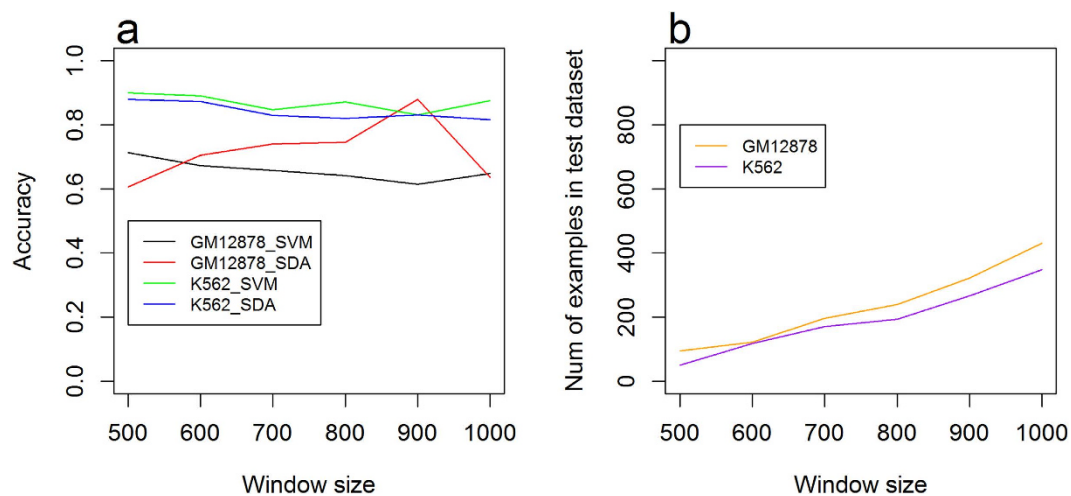 a
Accuracy
1.0
0.8
0.6
0.4
0.2
0.0
GM12878_SVM
GM12878_SDA
K562_SVM
K562_SDA
500 600 700 800 900 1000
Window size
b
Num of examples in test dataset
800
600
400
200
0
GM12878
K562
500 600 700 800 900 1000
Window size